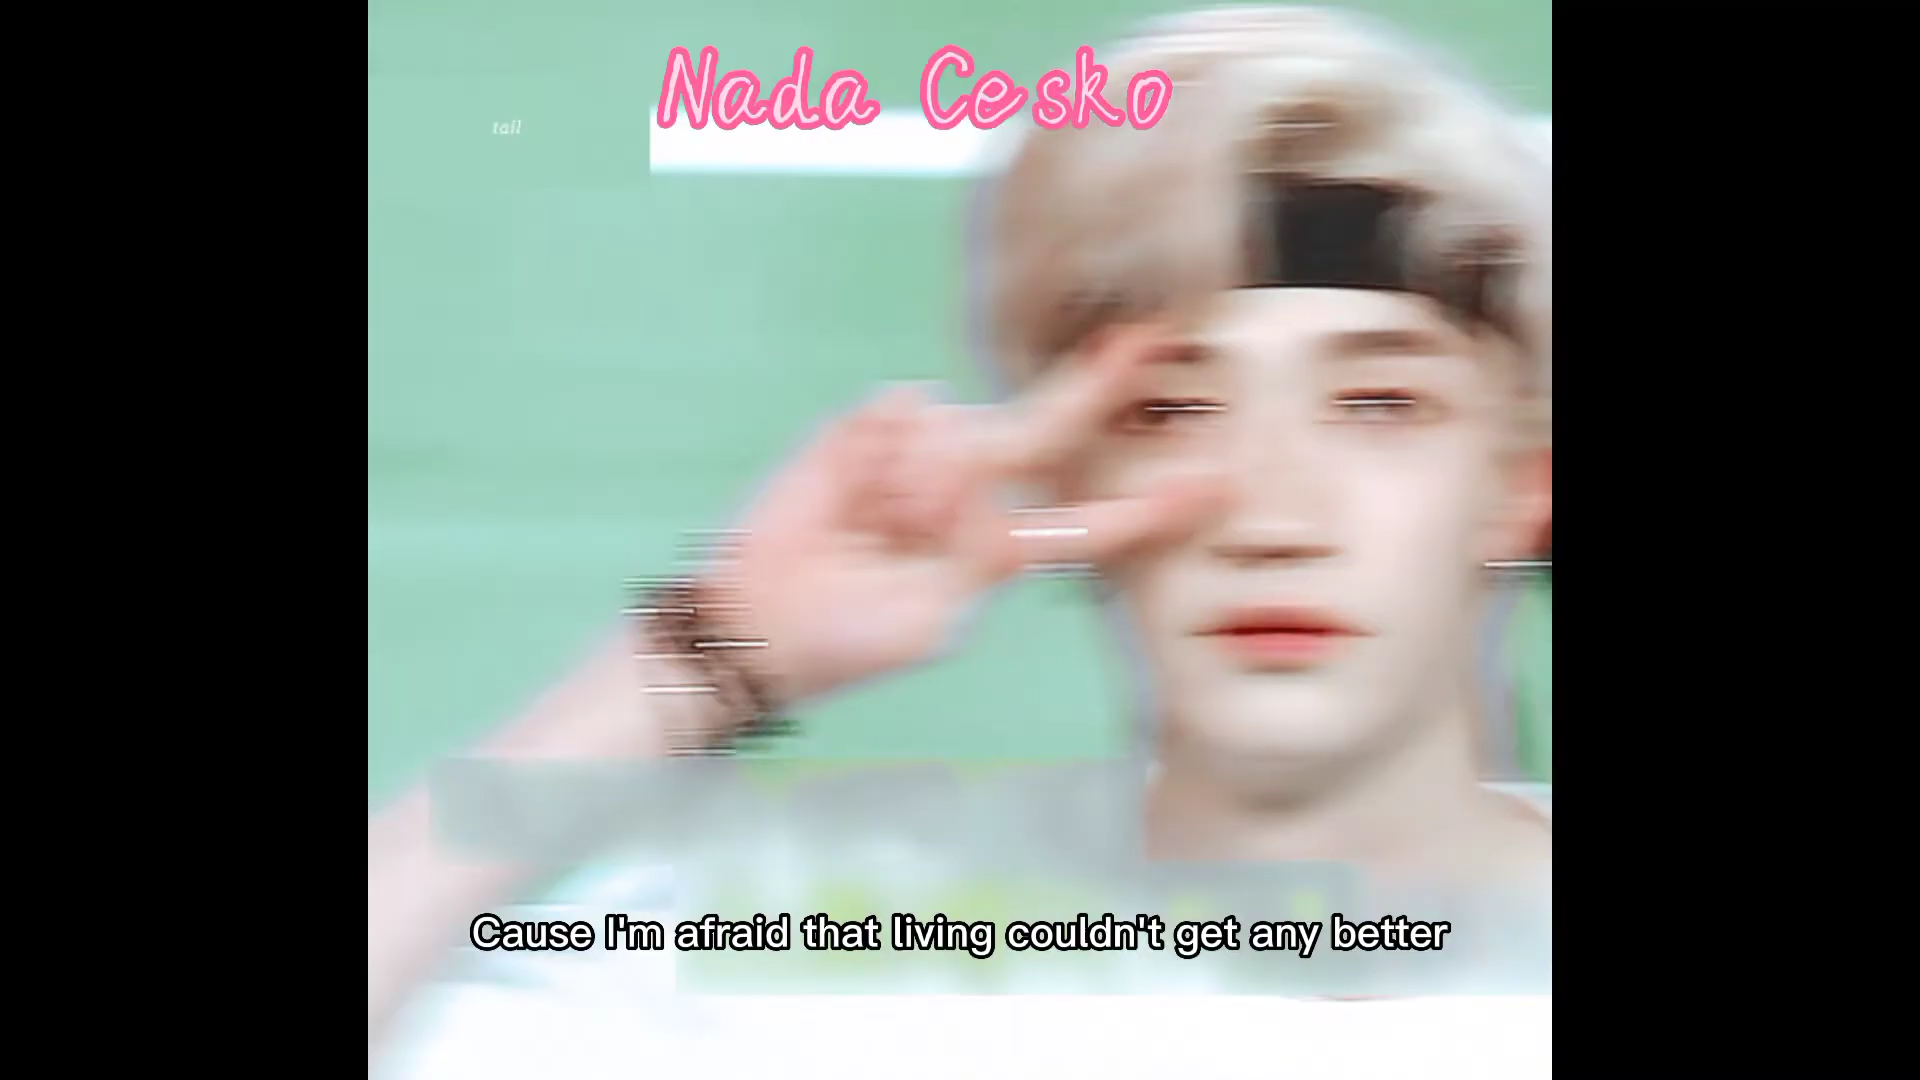 Nada Cesko
tail
Cause I'm afraid that living couldn't get any better